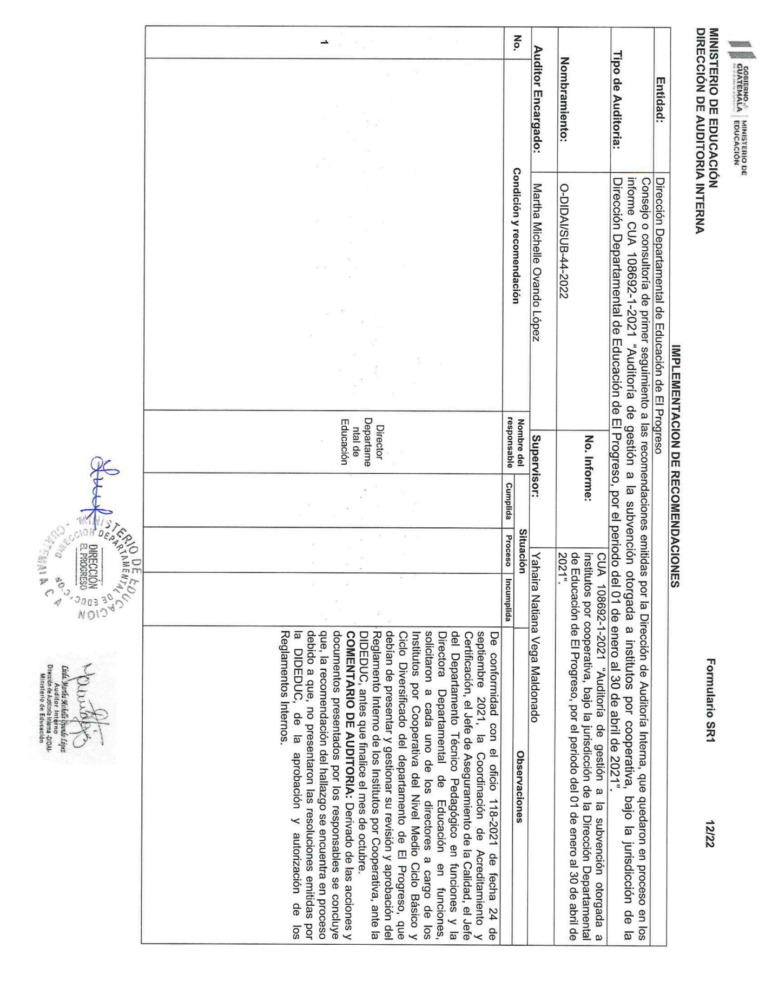 GOBIERNO de
GUATEMALA
MINISTERIO DE
EDUCACIÓN
MINISTERIO DE EDUCACIÓN
DIRECCIÓN DE AUDITORIA INTERNA
Formulario SR1
12/22
IMPLEMENTACION DE RECOMENDACIONES
Entidad:
Dirección Departamental de Educación de El Progreso
Tipo de Auditoria:
Consejo o consultoría de primer seguimiento a las recomendaciones emitidas por la Dirección de Auditoría Interna, que quedaron en proceso en los
informe CUA 108692-1-2021 “Auditoría de gestión a la subvención otorgada a institutos por cooperativa, bajo la jurisdicción de la
Dirección Departamental de Educación de El Progreso, por el periodo del 01 de enero al 30 de abril de 2021”.
Nombramiento:
O-DIDAI/SUB-44-2022
No. Informe:
CUA 108692-1-2021 “Auditoría de gestión a la subvención otorgada a
institutos por cooperativa, bajo la jurisdicción de la Dirección Departamental
de Educación de El Progreso, por el periodo del 01 de enero al 30 de abril de
2021”.
Auditor Encargado:
Martha Michelle Ovando López
Supervisor:
Yahaira Natiana Vega Maldonado
No.
Condición y recomendación
Nombre del
responsable
Situación
Cumplida
Proceso
Incumplida
Observaciones
1
Director
Departame
ntal de
Educación
De conformidad con el oficio 118-2021 de fecha 24 de
septiembre 2021, la Coordinación de Acreditamiento y
Certificación, el Jefe de Aseguramiento de la Calidad, el Jefe
del Departamento Técnico Pedagógico en funciones y la
Directora Departamental de Educación en funciones,
solicitaron a cada uno de los directores a cargo de los
Institutos por Cooperativa del Nivel Medio Ciclo Básico y
Ciclo Diversificado del departamento de El Progreso, que
debían de presentar y gestionar su revisión y aprobación del
Reglamento Interno de los Institutos por Cooperativa, ante la
DIDEDUC, antes que finalice el mes de octubre.
COMENTARIO DE AUDITORIA: Derivado de las acciones y
documentos presentados por los responsables se concluye
que, la recomendación del hallazgo se encuentra en proceso
debido a que, no presentaron las resoluciones emitidas por
la DIDEDUC, de la aprobación y autorización de los
Reglamentos Internos.
MINISTERIO DE EDUCACION
DIRECCION DEPARTAMENTAL DE EDUC
DIRECCIÓN
EL PROGRESO
GUATEMALA C A
Licda. Martha Michelle Ovando López
Auditor Interno
Dirección de Auditoría Interna -DIDAI-
Ministerio de Educación